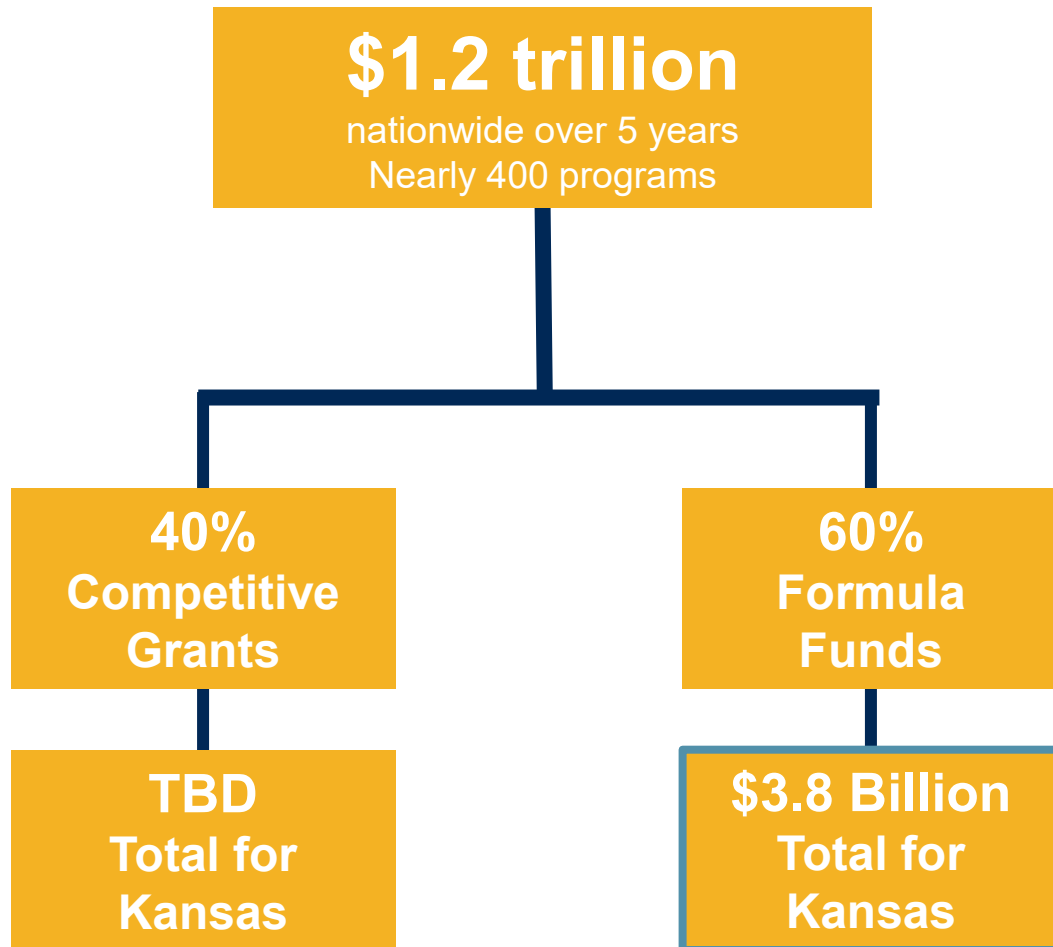 $1.2 trillion
nationwide over 5 years
Nearly 400 programs
40%
Competitive
Grants
60%
Formula
Funds
TBD
Total for
Kansas
$3.8 Billion
Total for
Kansas